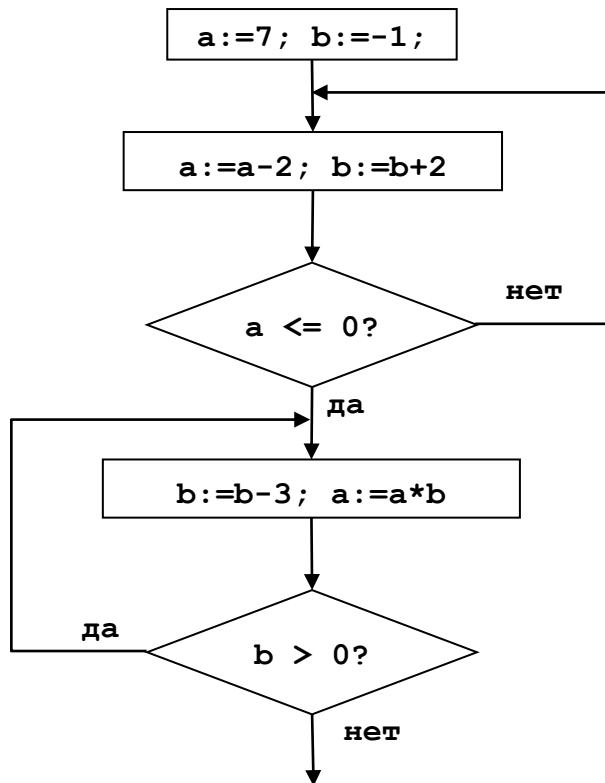 a:=7; b:=-1;
a:=a-2; b:=b+2
нет
a <= 0?
да
b:=b-3; a:=a*b
да
b > 0?
нет